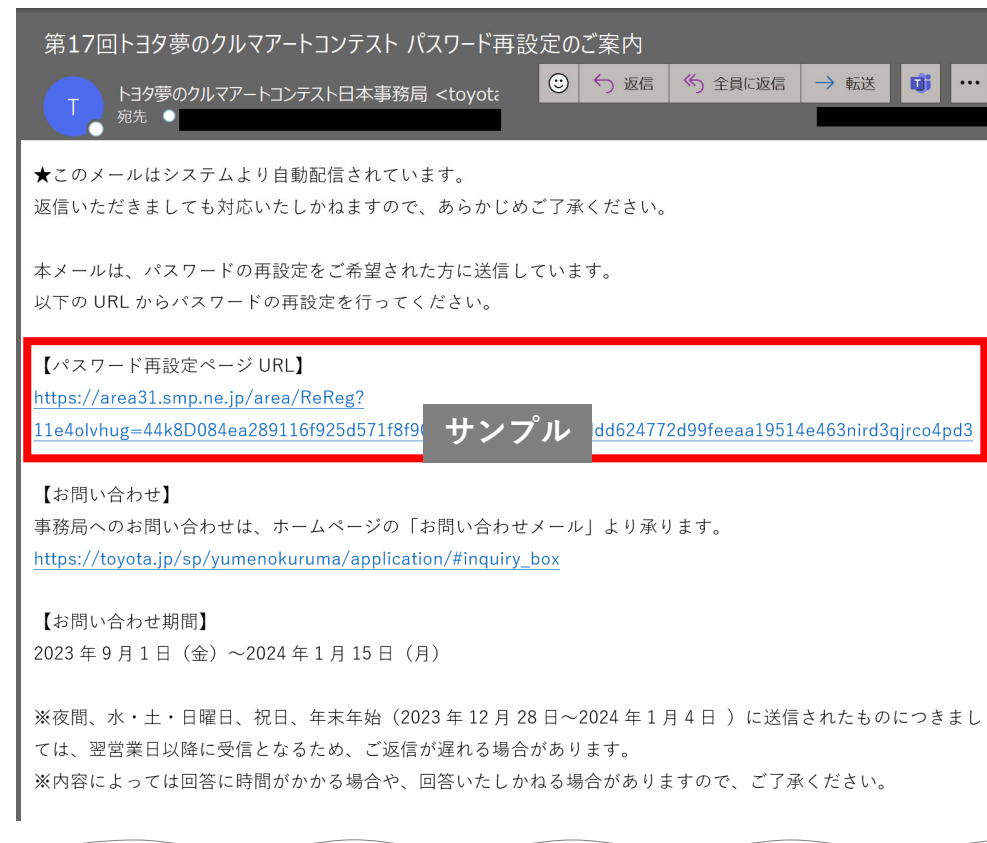 第17回トヨタ夢のクルマアートコンテスト パスワード再設定のご案内
T
トヨタ夢のクルマアートコンテスト日本事務局 <toyota
返信
全員に返信
転送
宛先
★このメールはシステムより自動配信されています。
返信いただきましても対応いたしかねますので、あらかじめご了承ください。
本メールは、パスワードの再設定をご希望された方に送信しています。
以下の URL からパスワードの再設定を行ってください。
【パスワード再設定ページ URL】
https://area31.smp.ne.jp/area/ReReg?
11e4olvhug=44k8D084ea289116f925d571f8f9 サンプル dd624772d99feeaa19514e463nird3qjrco4pd3
【お問い合わせ】
事務局へのお問い合わせは、ホームページの「お問い合わせメール」より承ります。
https://toyota.jp/sp/yumenokuruma/application/#inquiry_box
【お問い合わせ期間】
2023 年 9 月 1 日（金）～2024 年 1 月 15 日（月）
※夜間、水・土・日曜日、祝日、年末年始（2023 年 12 月 28 日～2024 年 1 月 4 日 ）に送信されたものにつきまし
ては、翌営業日以降に受信となるため、ご返信が遅れる場合があります。
※内容によっては回答に時間がかかる場合や、回答いたしかねる場合がありますので、ご了承ください。